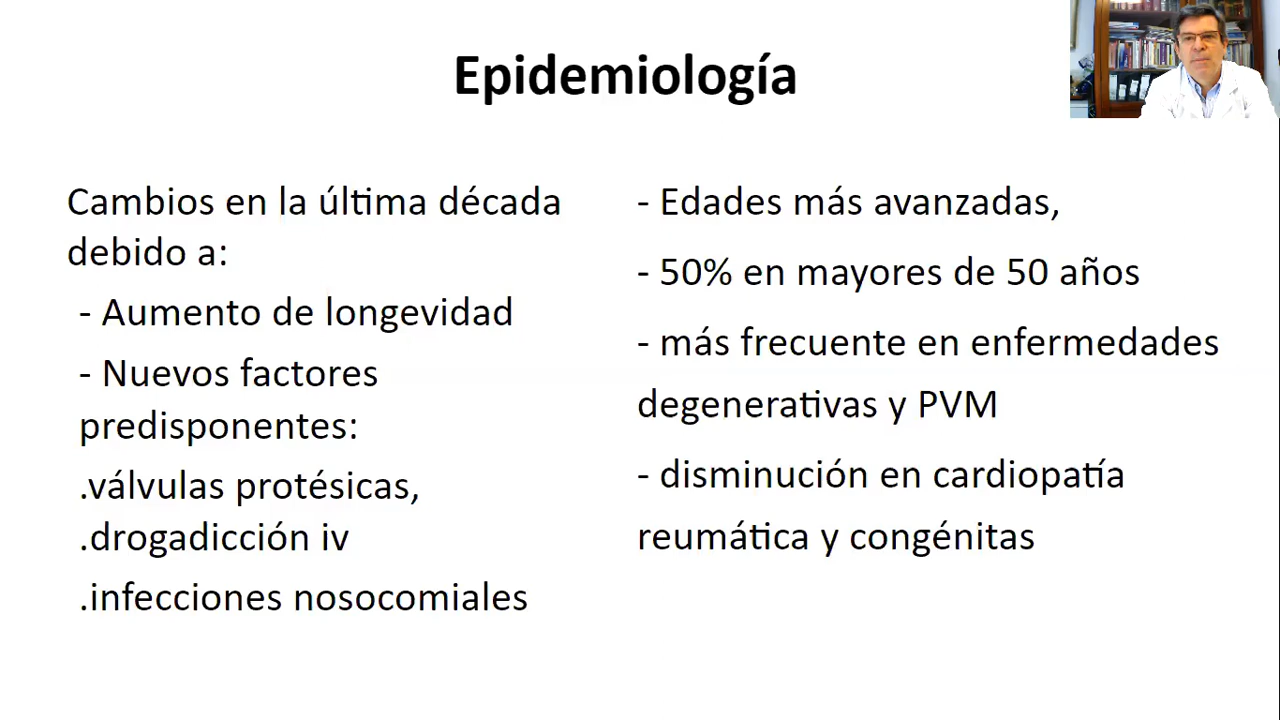 Epidemiología
Cambios en la última década
debido a:
- Aumento de longevidad
- Nuevos factores
predisponentes:
.válvulas protésicas,
.drogadicción iv
.infecciones nosocomiales
- Edades más avanzadas,
- 50% en mayores de 50 años
- más frecuente en enfermedades
degenerativas y PVM
- disminución en cardiopatía
reumática y congénitas